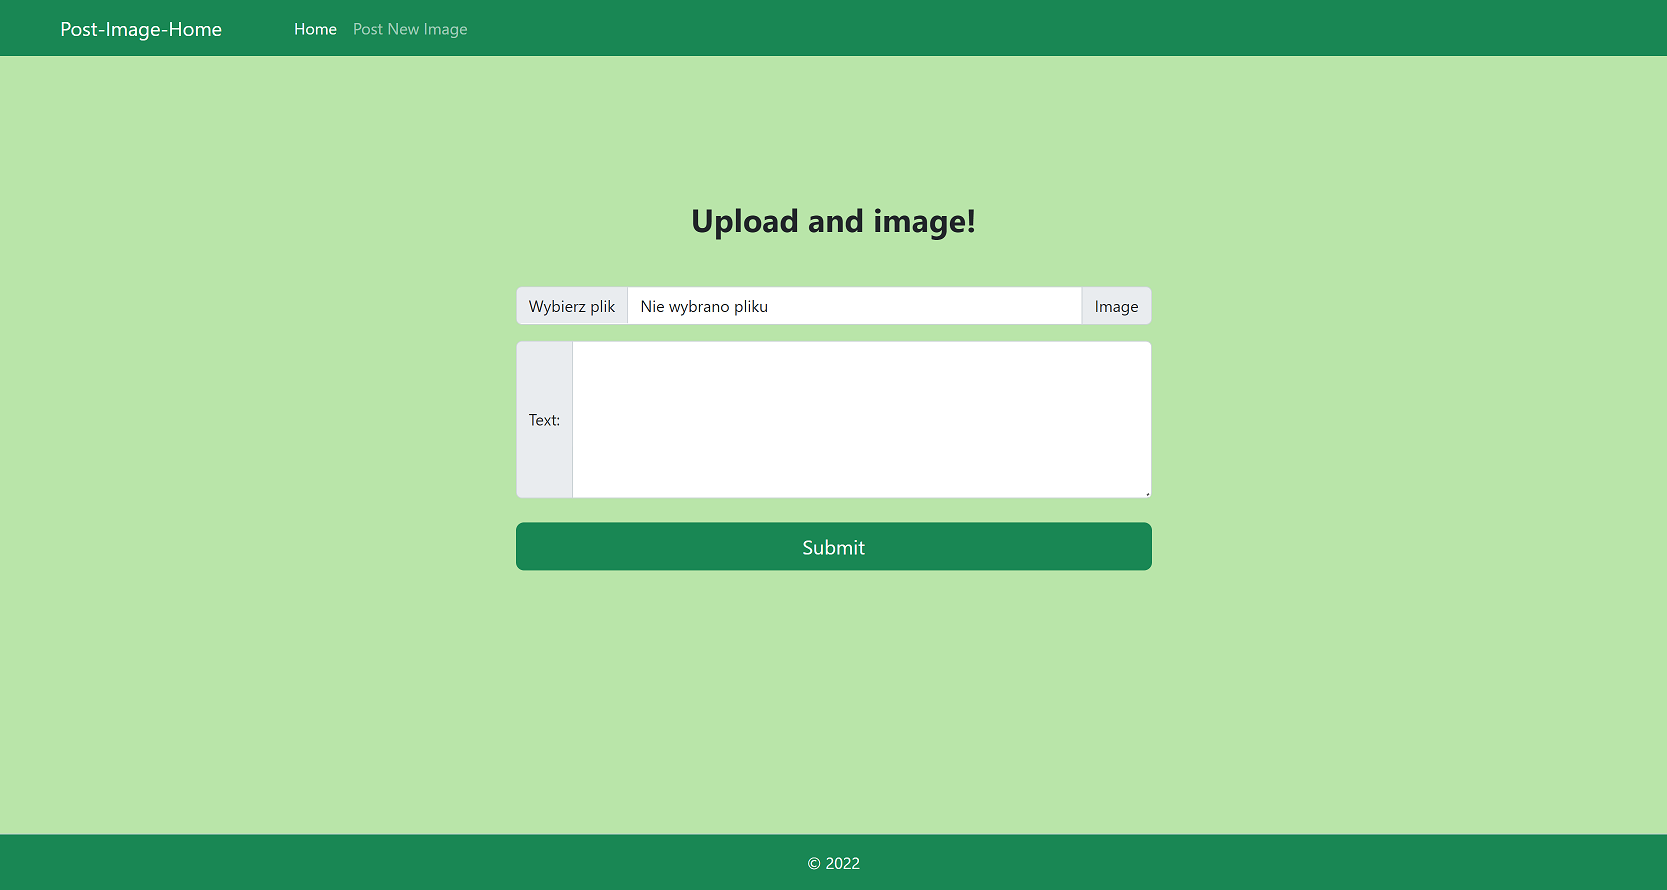 Post-Image-Home Home Post New Image
Upload and image!
Wybierz plik Nie wybrano pliku Image
Text:
Submit
© 2022